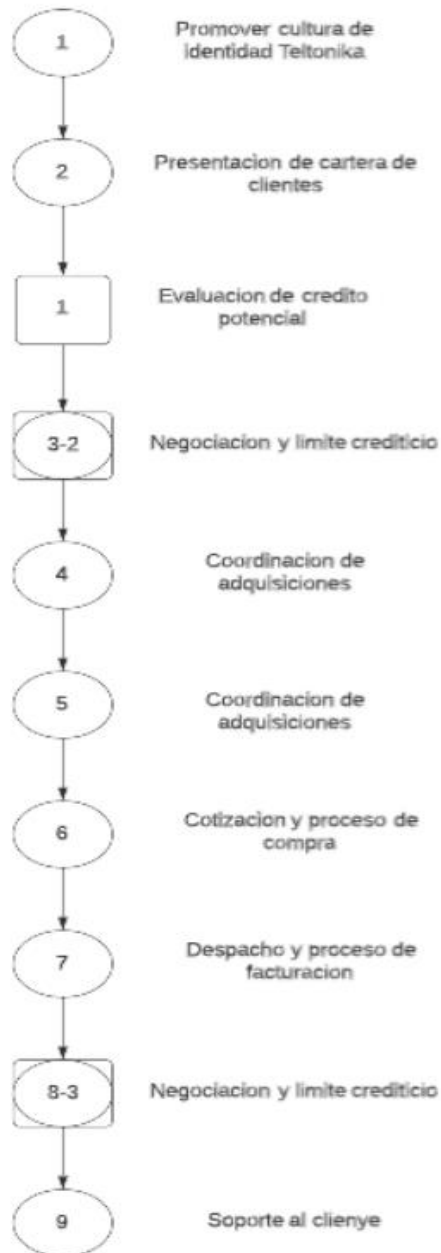 1
Promover cultura de
identidad Teltonika
2
Presentacion de cartera de
clientes
1
Evaluacion de credito
potencial
3-2
Negociacion y limite crediticio
4
Coordinacion de
adquisiciones
5
Coordinacion de
adquisiciones
6
Cotizacion y proceso de
compra
7
Despacho y proceso de
facturacion
8-3
Negociacion y limite crediticio
9
Soporte al clienye